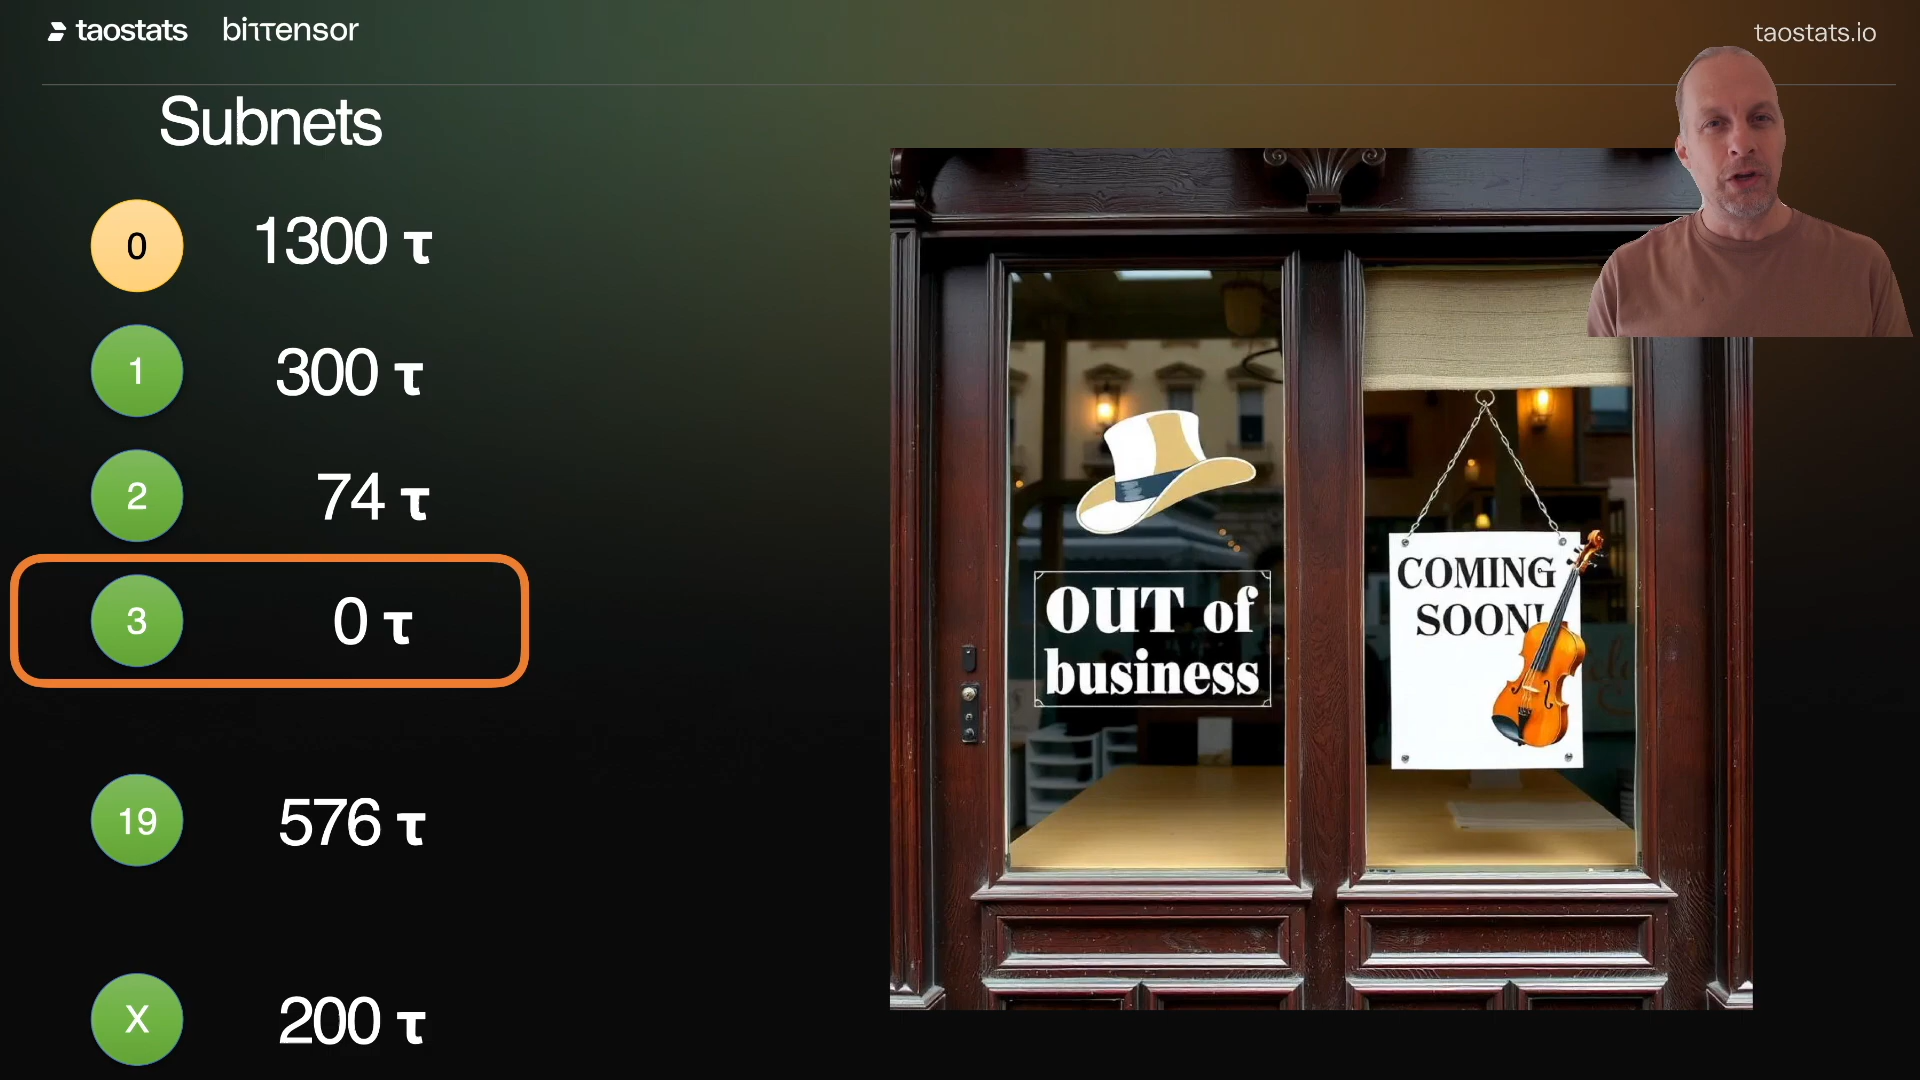 taostats bittensor
taostats.io
Subnets
0 1300 τ
1 300 τ
2 74 τ
3 0 τ
19 576 τ
X 200 τ
OUT of
business
COMING
SOON!